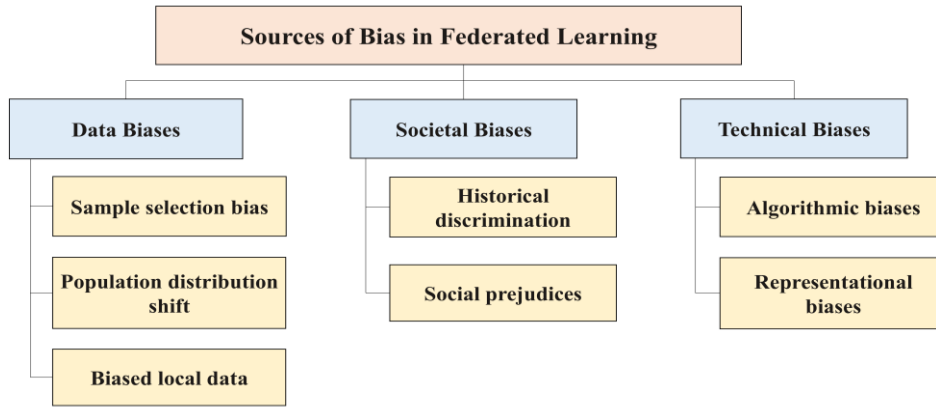 Sources of Bias in Federated Learning
Data Biases
Sample selection bias
Population distribution
shift
Biased local data
Societal Biases
Historical
discrimination
Social prejudices
Technical Biases
Algorithmic biases
Representational
biases